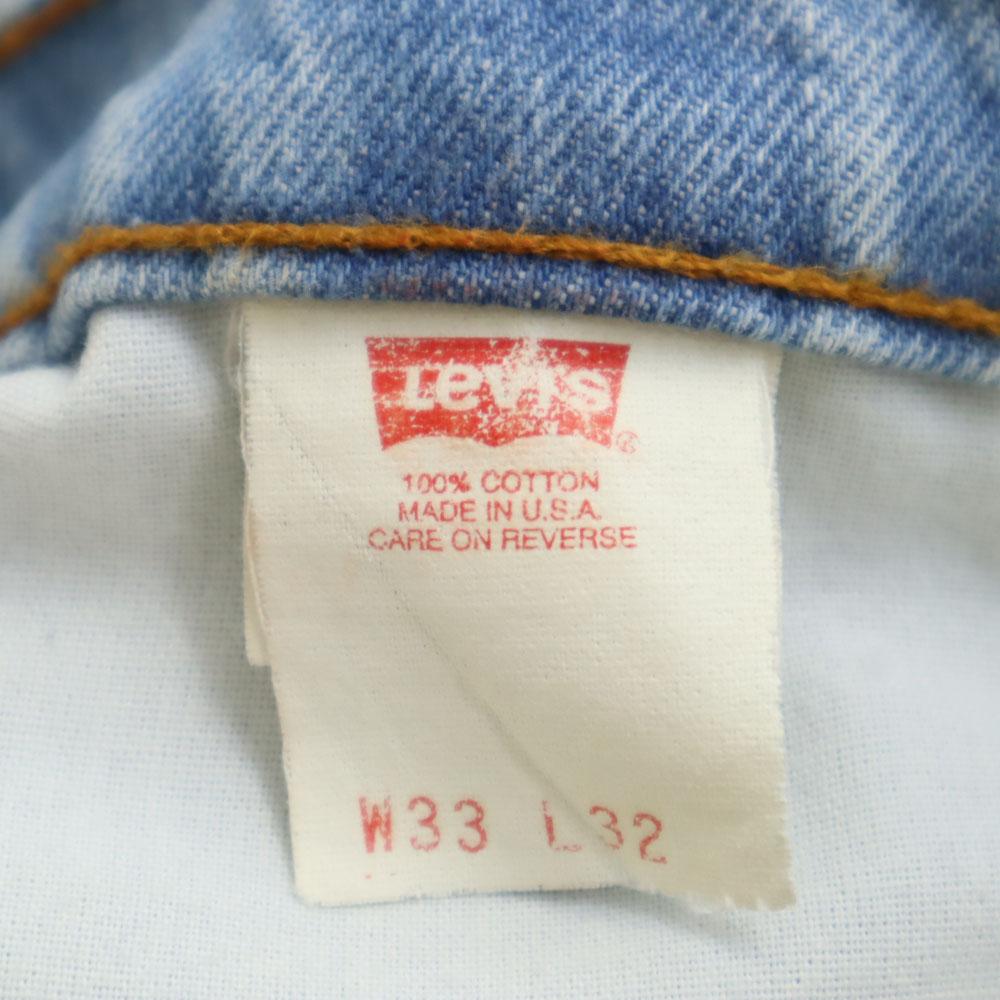 Levi's ®
100% COTTON
MADE IN U.S.A.
CARE ON REVERSE
W33 L32